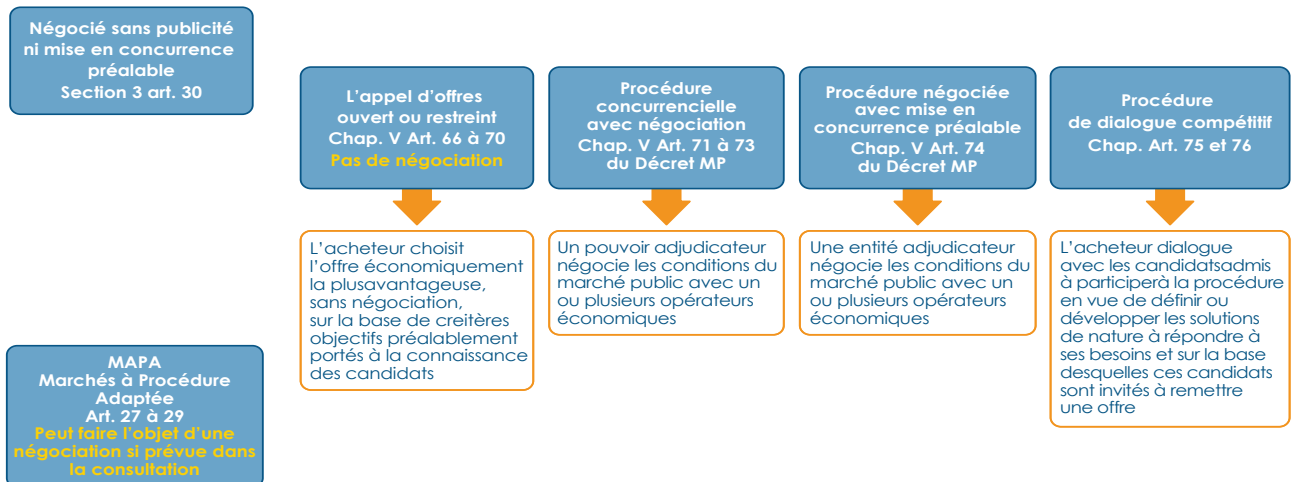 Négocié sans publicité
ni mise en concurrence
préalable
Section 3 art. 30
L'appel d'offres
ouvert ou restreint
Chap. V Art. 66 à 70
Pas de négociation
Procédure
concurrencielle
avec négociation
Chap. V Art. 71 à 73
du Décret MP
Procédure négociée
avec mise en
concurrence préalable
Chap. V Art. 74
du Décret MP
Procédure
de dialogue compétitif
Chap. Art. 75 et 76
L'acheteur choisit
l'offre économiquement
la plusavantageuse,
sans négociation,
sur la base de creitères
objectifs préalablement
portés à la connaissance
des candidats
Un pouvoir adjudicateur
négocie les conditions du
marché public avec un
ou plusieurs opérateurs
économiques
Une entité adjudicateur
négocie les conditions du
marché public avec un
ou plusieurs opérateurs
économiques
L'acheteur dialogue
avec les candidatsadmis
à participerà la procédure
en vue de définir ou
développer les solutions
de nature à répondre à
ses besoins et sur la base
desquelles ces candidats
sont invités à remettre
une offre
MAPA
Marchés à Procédure
Adaptée
Art. 27 à 29
Peut faire l'objet d'une
négociation si prévue dans
la consultation